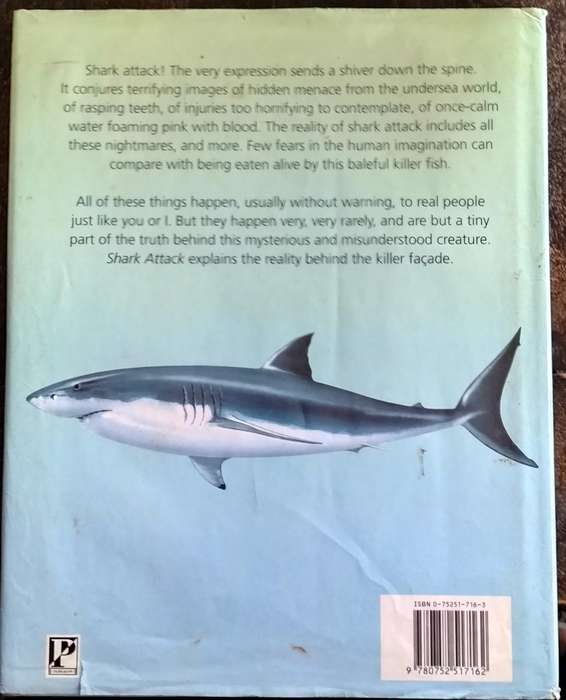 Shark attack! The very expression sends a shiver down the spine.
It conjures terrifying images of hidden menace from the undersea world,
of rasping teeth, of injuries too horrifying to contemplate, of once-calm
water foaming pink with blood. The reality of shark attack includes all
these nightmares, and more. Few fears in the human imagination can
compare with being eaten alive by this baleful killer fish.
All of these things happen, usually without warning, to real people
just like you or I. But they happen very, very rarely, and are but a tiny
part of the truth behind this mysterious and misunderstood creature.
Shark Attack explains the reality behind the killer façade.
ISBN 0-75251-716-3
9 780752 517162
P